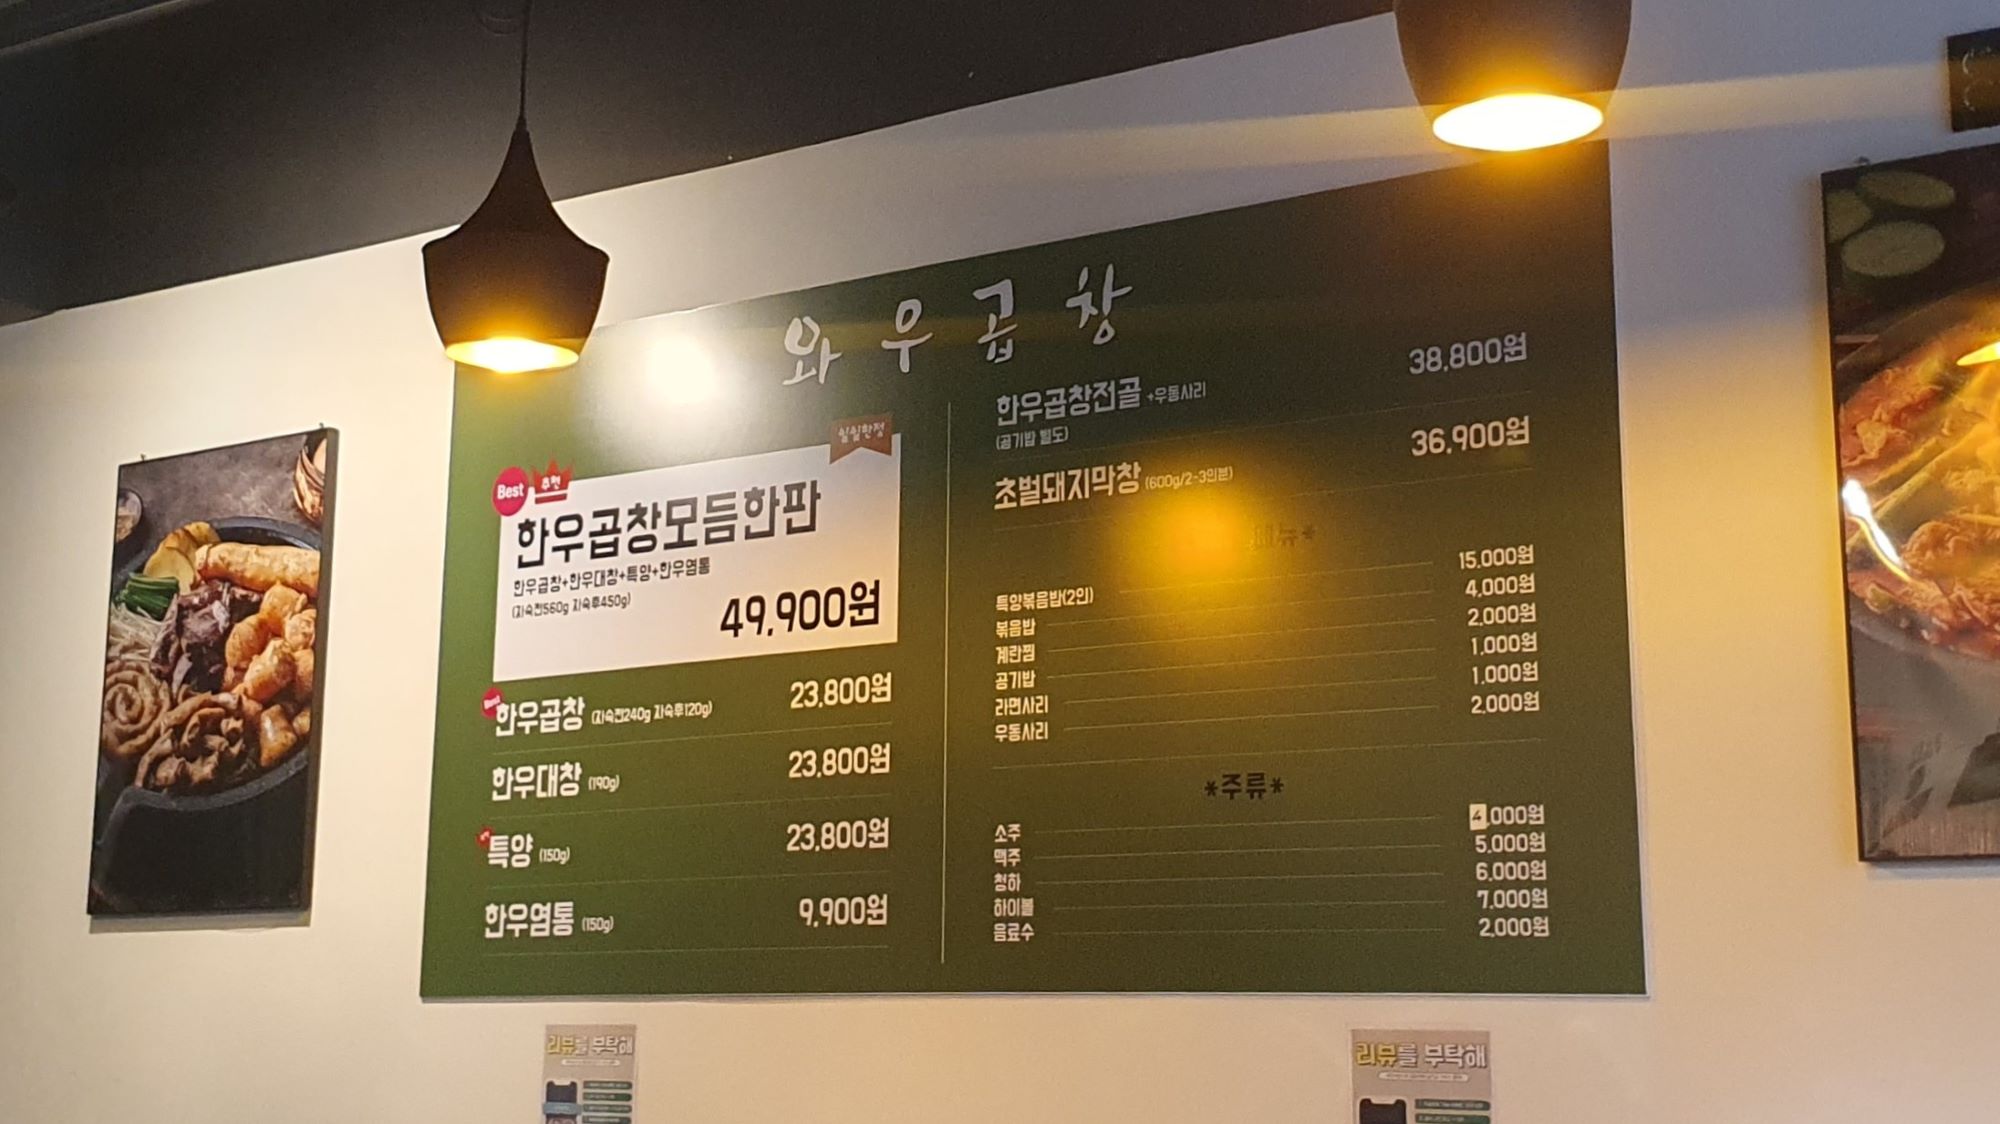 와우곱창
일일한정
Best
추천
한우곱창모듬한판
한우곱창+한우대창+특양+한우염통
(지숙전560g 지숙후450g)
49,900원
Best
한우곱창 (지숙전240g 지숙후120g) 23,800원
한우대창 (190g) 23,800원
특양 (150g) 23,800원
한우염통 (150g) 9,900원
한우곱창전골 +우동사리 38,800원
(공기밥 별도)
초벌돼지막창 (600g/2-3인분) 36,900원
메뉴*
특양볶음밥(2인) 15,000원
볶음밥 4,000원
계란찜 2,000원
공기밥 1,000원
라면사리 1,000원
우동사리 2,000원
*주류*
소주 4,000원
맥주 5,000원
청하 6,000원
하이볼 7,000원
음료수 2,000원
리뷰를 부탁해
리뷰를 부탁해